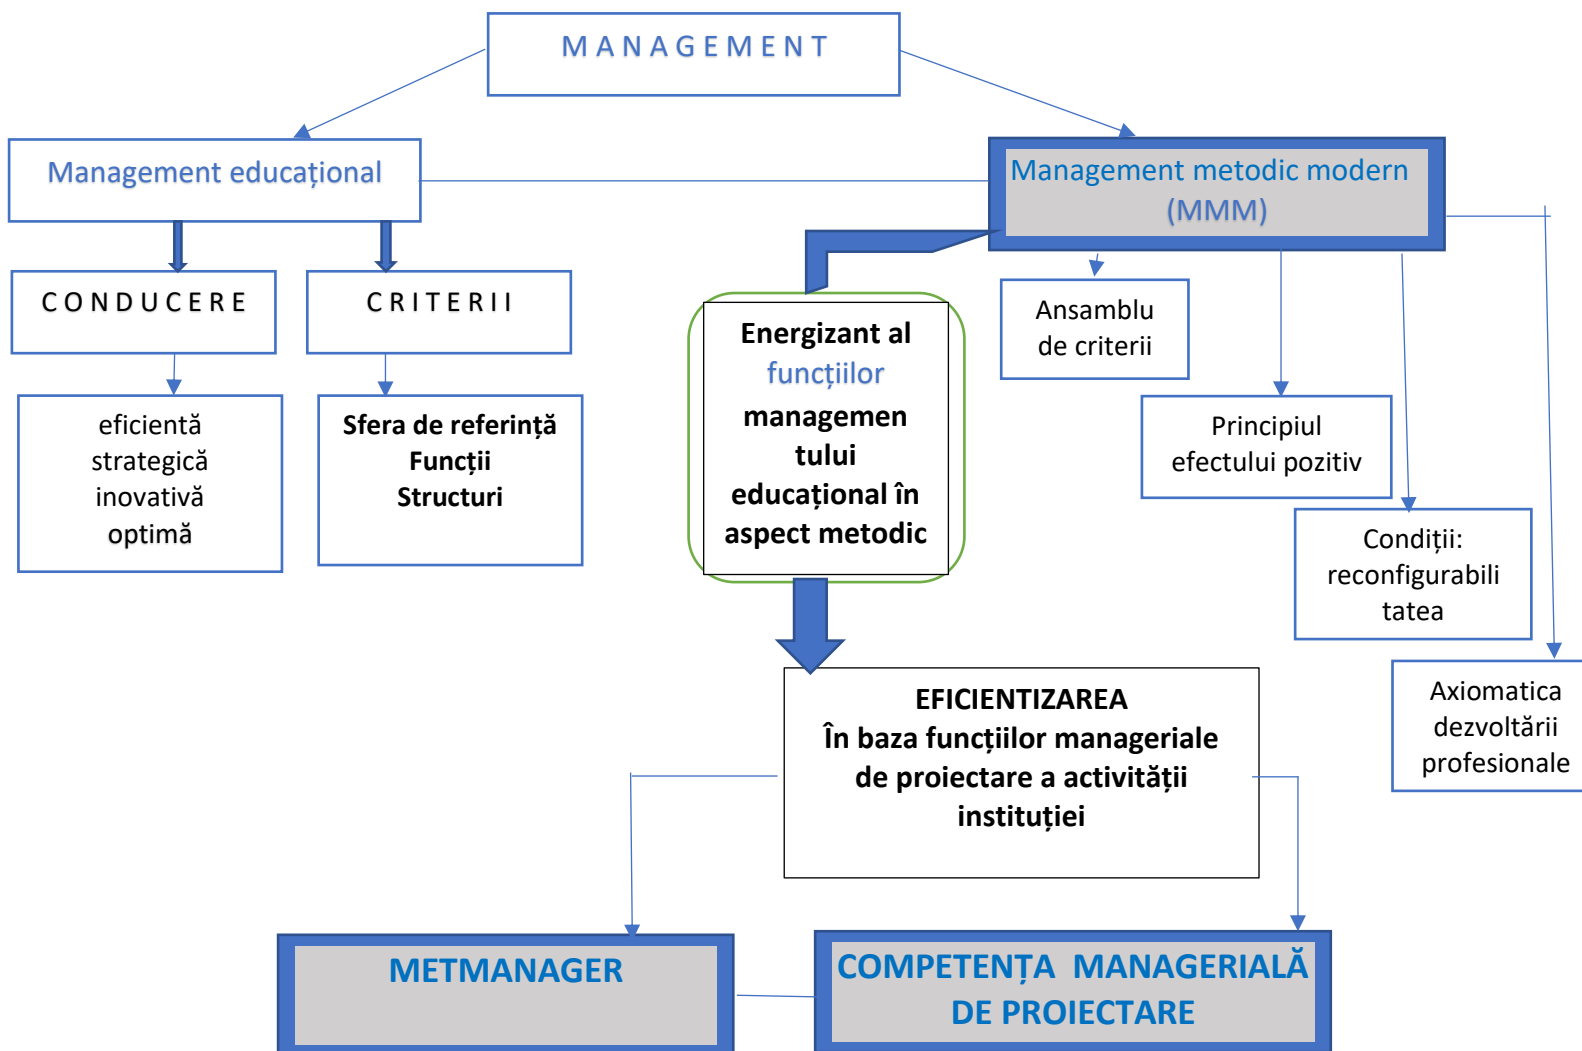 M A N A G E M E N T
Management educațional
Management metodic modern
(MMM)
C O N D U C E R E
C R I T E R I I
eficientă
strategică
inovativă
optimă
Sfera de referință
Funcții
Structuri
Energizant al
funcțiilor
managemen
tului
educațional în
aspect metodic
Ansamblu
de criterii
Principiul
efectului pozitiv
Condiții:
reconfigurabili
tatea
Axiomatica
dezvoltării
profesionale
EFICIENTIZAREA
În baza funcțiilor manageriale
de proiectare a activității
instituției
METMANAGER
COMPETENȚA MANAGERIALĂ
DE PROIECTARE